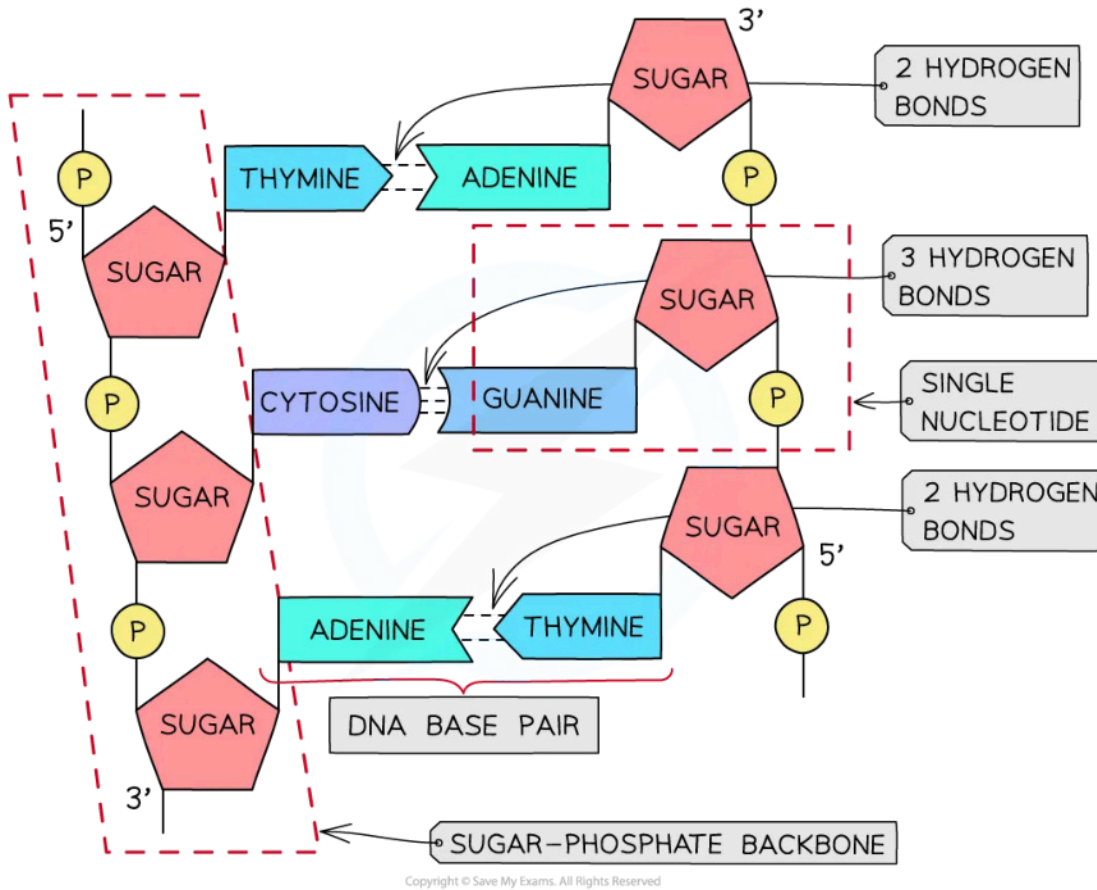 3’
SUGAR
2 HYDROGEN
BONDS
P
THYMINE
ADENINE
P
5’
SUGAR
SUGAR
3 HYDROGEN
BONDS
P
CYTOSINE
GUANINE
P
SINGLE
NUCLEOTIDE
SUGAR
SUGAR
2 HYDROGEN
BONDS
5’
P
ADENINE
THYMINE
P
SUGAR
DNA BASE PAIR
3’
SUGAR-PHOSPHATE BACKBONE
Copyright © Save My Exams. All Rights Reserved